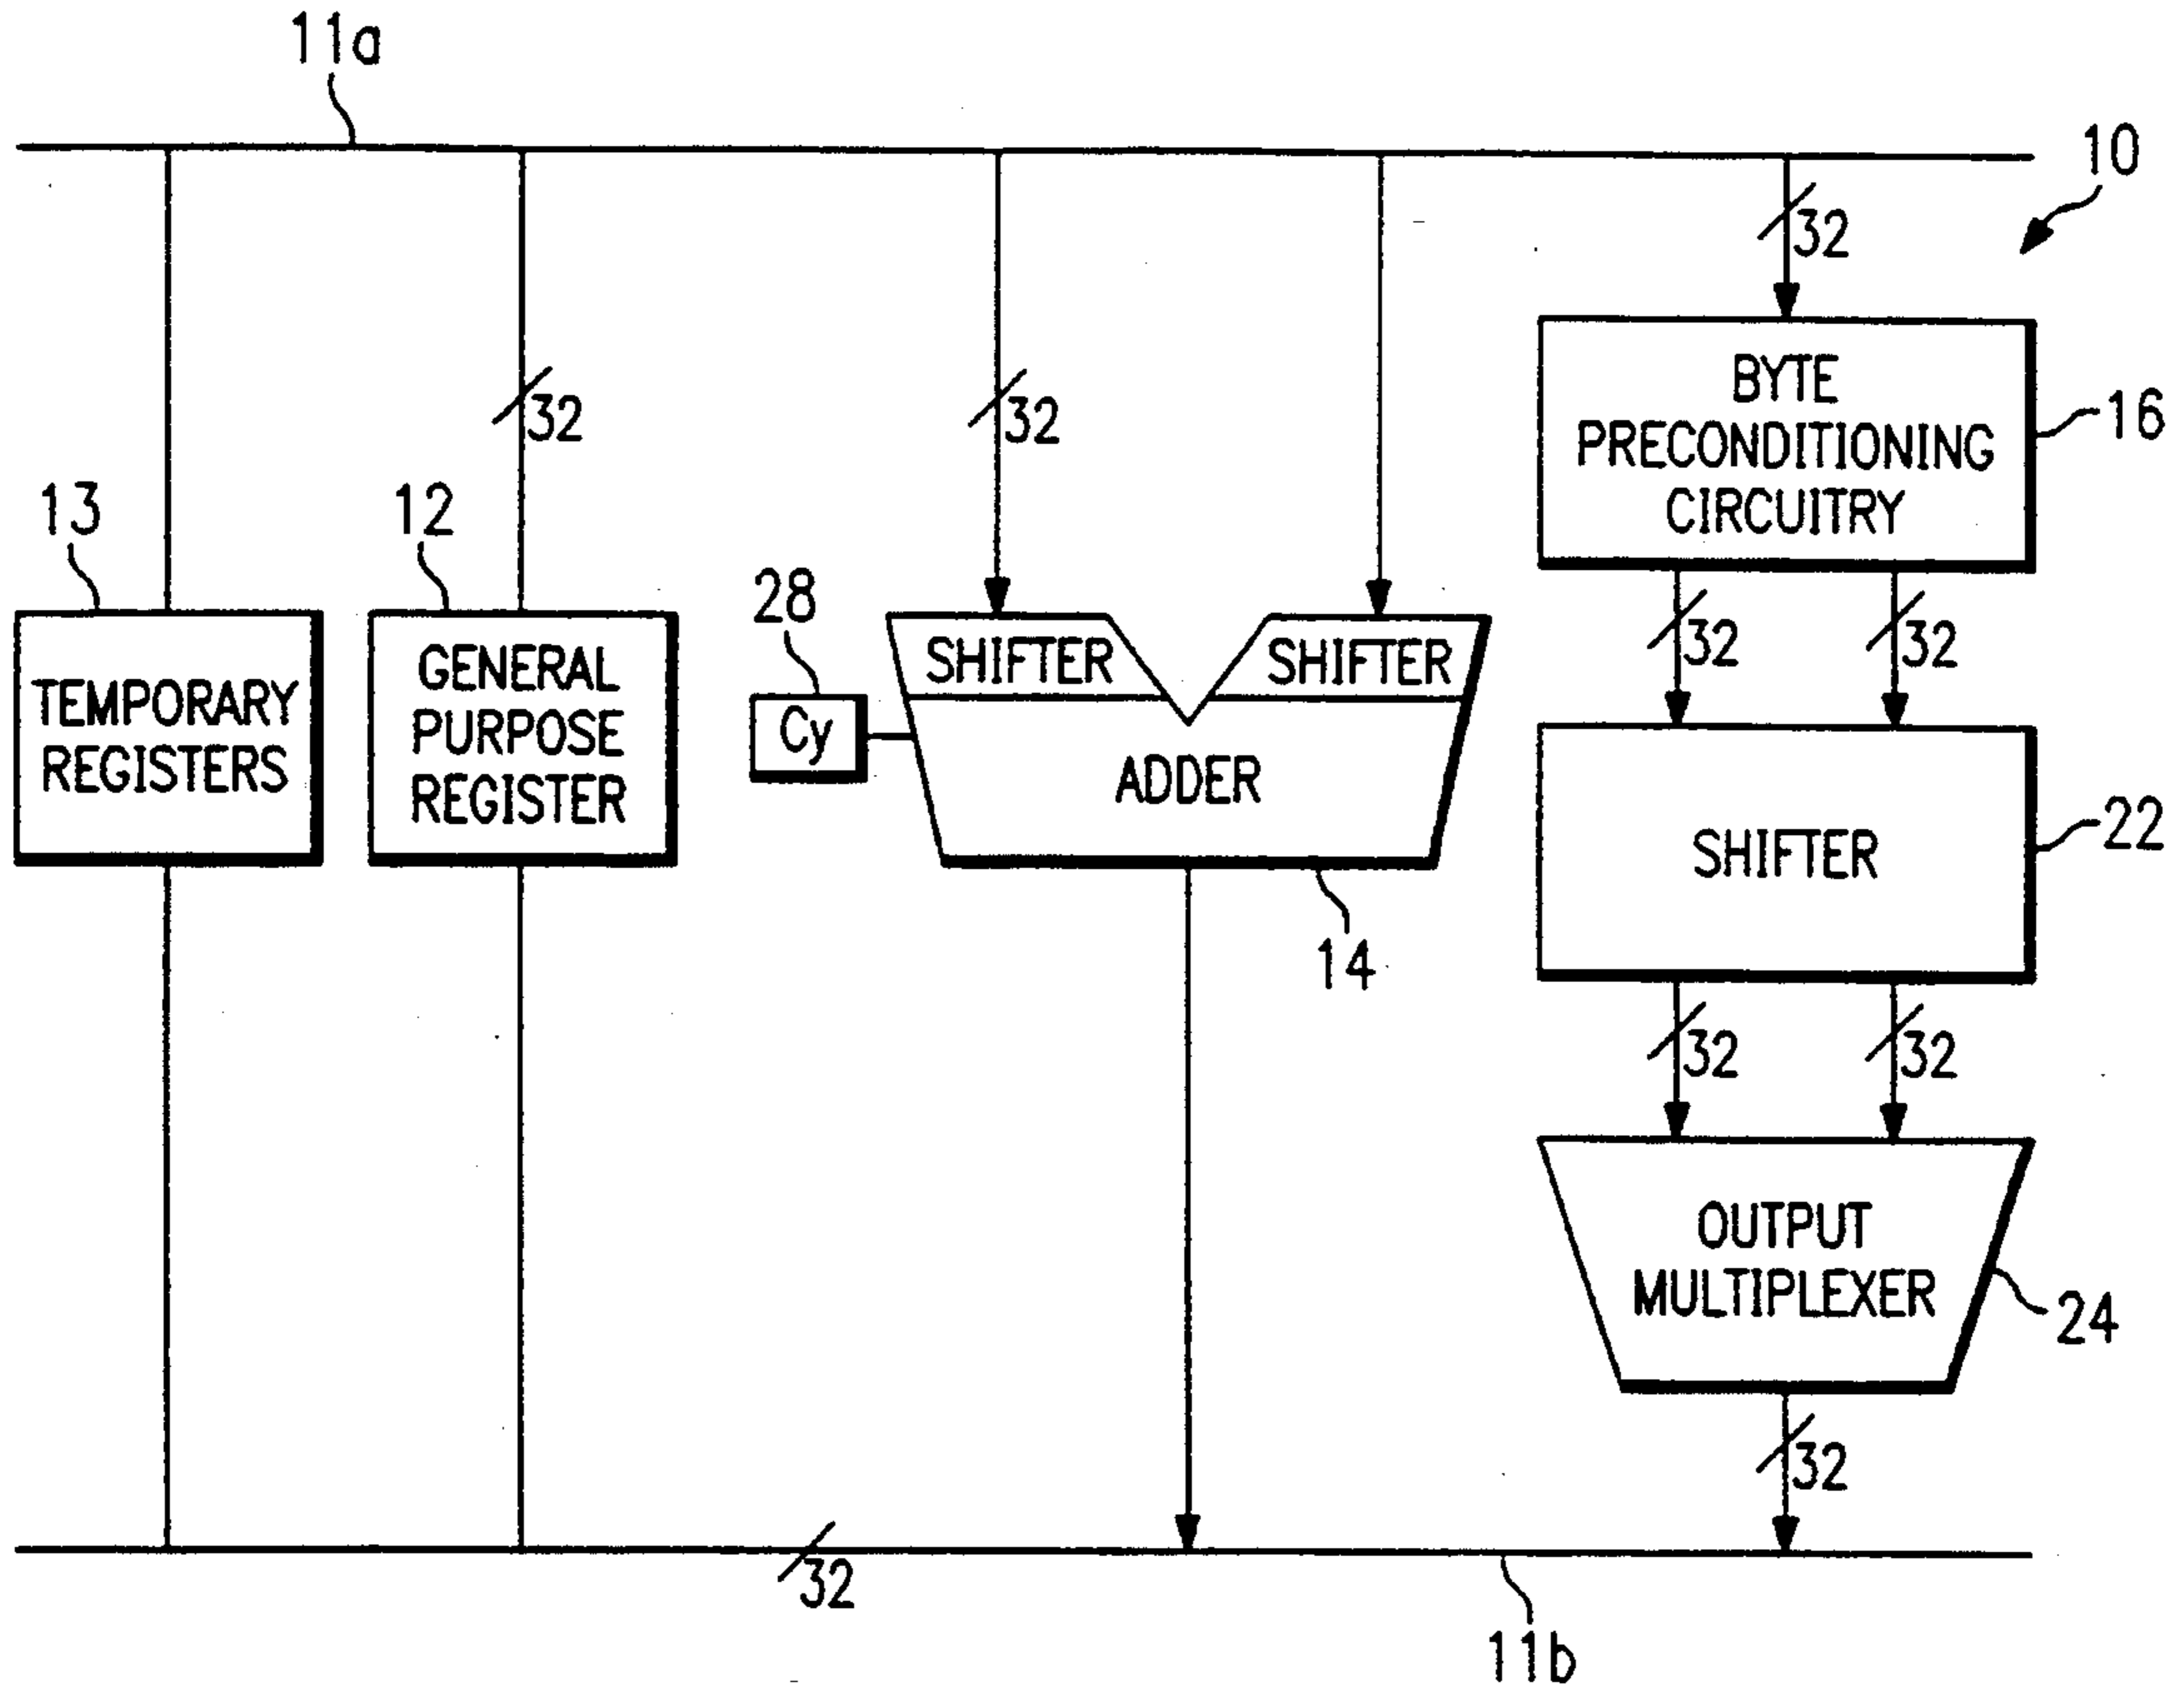 11a
10
32
BYTE
PRECONDITIONING
CIRCUITRY
16
32
32
13
12
28
TEMPORARY
REGISTERS
GENERAL
PURPOSE
REGISTER
Cy
SHIFTER
SHIFTER
ADDER
14
32
32
SHIFTER
22
32
32
OUTPUT
MULTIPLEXER
24
32
32
11b